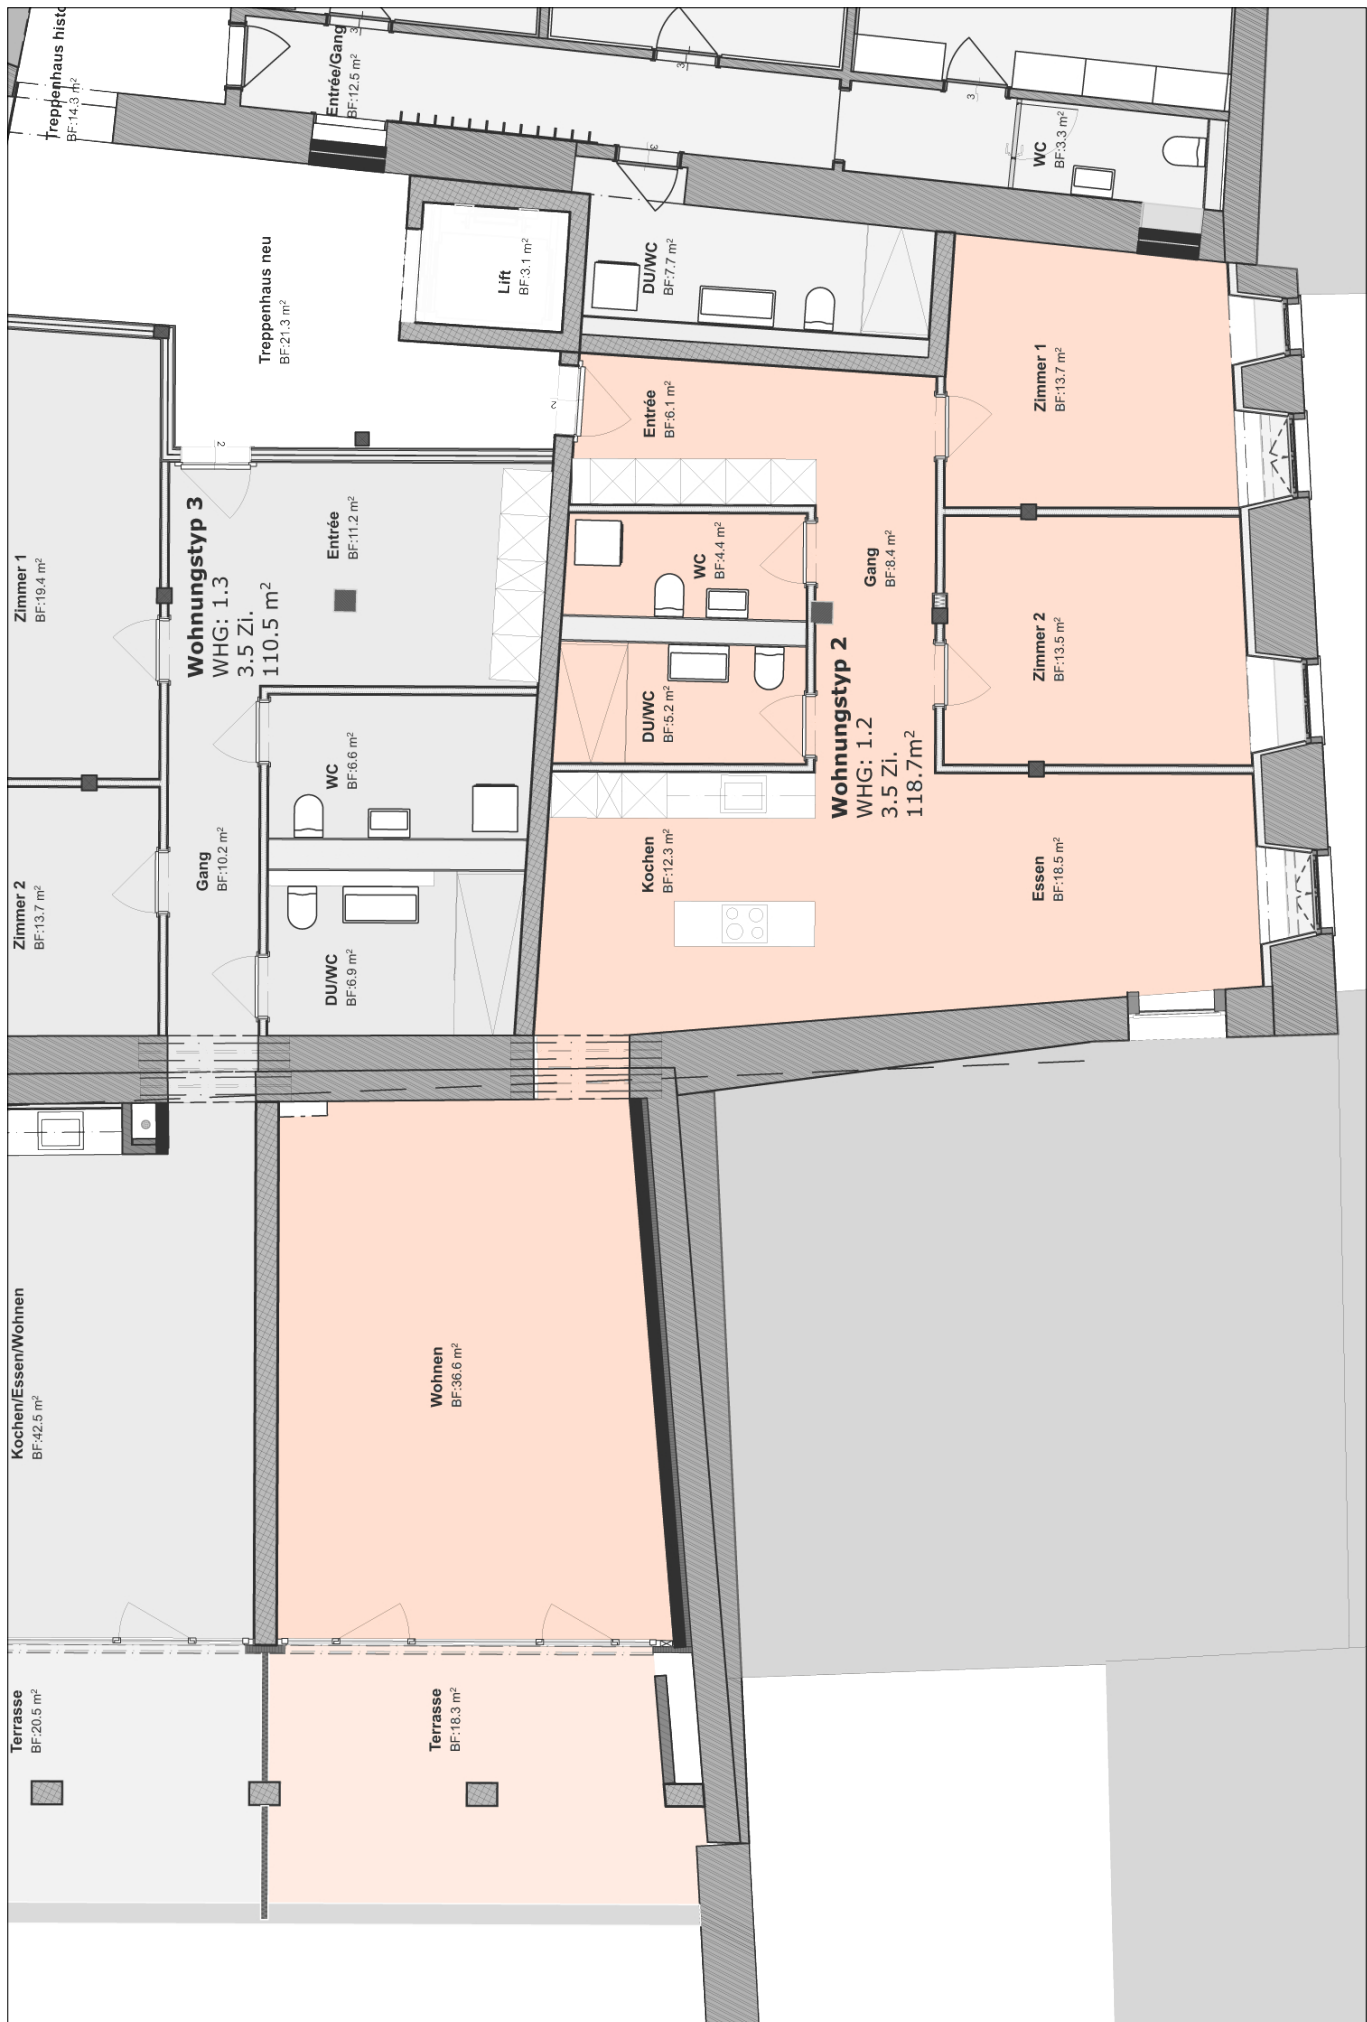 Treppenhaus histo
BF:14.3 m²
Entrée/Gang
BF:12.5 m²
3
3
3
3
WC
BF:3.3 m²
Treppenhaus neu
BF:21.3 m²
Lift
BF:3.1 m²
DU/WC
BF:7.7 m²
Zimmer 1
BF:13.7 m²
Entrée
BF:6.1 m²
2
2
Zimmer 1
BF:19.4 m²
Wohnungstyp 3
WHG: 1.3
3.5 Zi.
110.5 m²
Entrée
BF:11.2 m²
WC
BF:4.4 m²
Gang
BF:8.4 m²
Zimmer 2
BF:13.5 m²
DU/WC
BF:5.2 m²
Wohnungstyp 2
WHG: 1.2
3.5 Zi.
118.7m²
WC
BF:6.6 m²
Zimmer 2
BF:13.7 m²
Gang
BF:10.2 m²
Kochen
BF:12.3 m²
Essen
BF:18.5 m²
DU/WC
BF:6.9 m²
Kochen/Essen/Wohnen
BF:42.5 m²
Wohnen
BF:36.6 m²
Terrasse
BF:20.5 m²
Terrasse
BF:18.3 m²